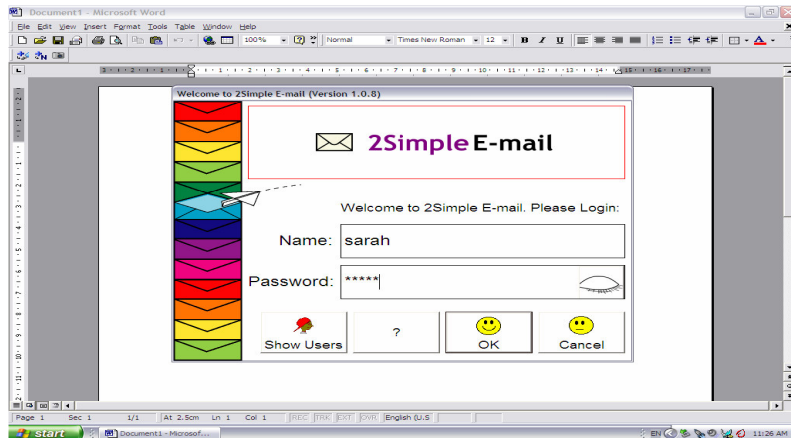 Document1 - Microsoft Word
File Edit View Insert Format Tools Table Window Help
100% Normal Times New Roman 12 B I U
Welcome to 2Simple E-mail (Version 1.0.8)
2Simple E-mail
Welcome to 2Simple E-mail. Please Login:
Name: sarah
Password: *****
Show Users ? OK Cancel
Page 1 Sec 1 1/1 At 2.5cm Ln 1 Col 1 REC TRK EXT OVR English (U.S
start Document1 - Microsof... EN 11:26 AM